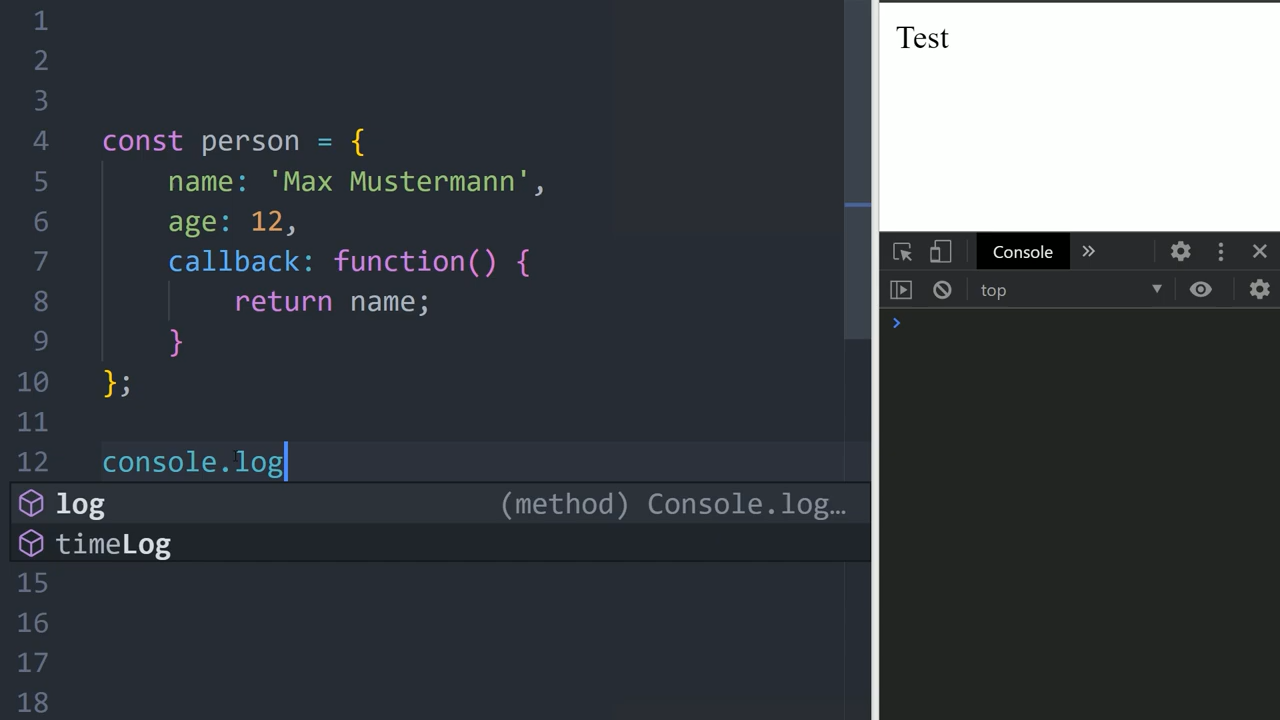 1
2
3
4 const person = {
5 name: 'Max Mustermann',
6 age: 12,
7 callback: function() {
8 return name;
9 }
10 };
11
12 console.log
log (method) Console.log…
timeLog
15
16
17
18
Test
Console »
top